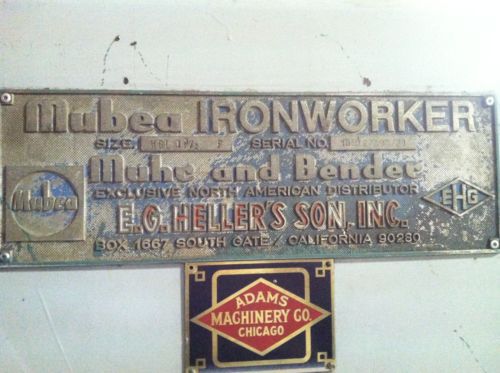 Mubea IRONWORKER
SIZE SERIAL NO.
Muhr and Bender
Mubea
EXCLUSIVE NORTH AMERICAN DISTRIBUTOR
EHG
E.G. HELLER'S SON, INC.
BOX 1667 SOUTH GATE, CALIFORNIA 90280
ADAMS
MACHINERY CO.
CHICAGO